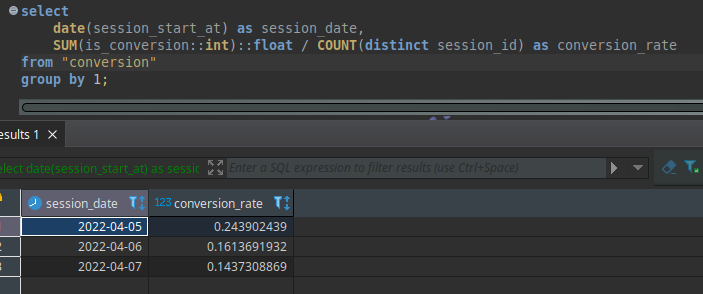 select
date(session_start_at) as session_date,
SUM(is_conversion::int)::float / COUNT(distinct session_id) as conversion_rate
from "conversion"
group by 1;
esults 1
elect date(session_start_at) as sessic
Enter a SQL expression to filter results (use Ctrl+Space)
session_date 123 conversion_rate
2022-04-05 0.243902439
2 2022-04-06 0.1613691932
3 2022-04-07 0.1437308869